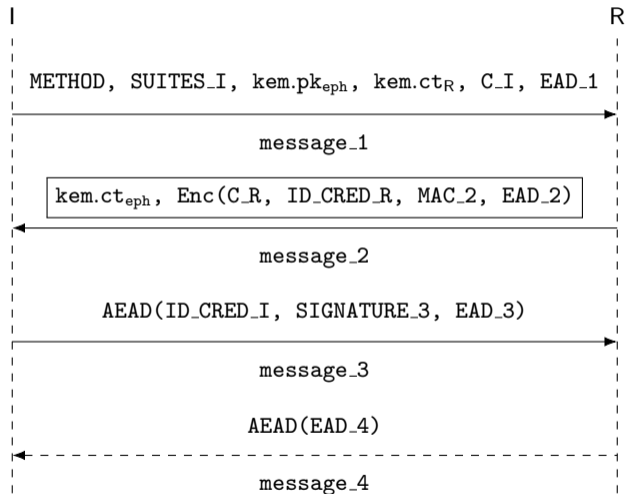 I R
METHOD, SUITES_I, kem.pk_eph, kem.ct_R, C_I, EAD_1
message_1
kem.ct_eph, Enc(C_R, ID_CRED_R, MAC_2, EAD_2)
message_2
AEAD(ID_CRED_I, SIGNATURE_3, EAD_3)
message_3
AEAD(EAD_4)
message_4